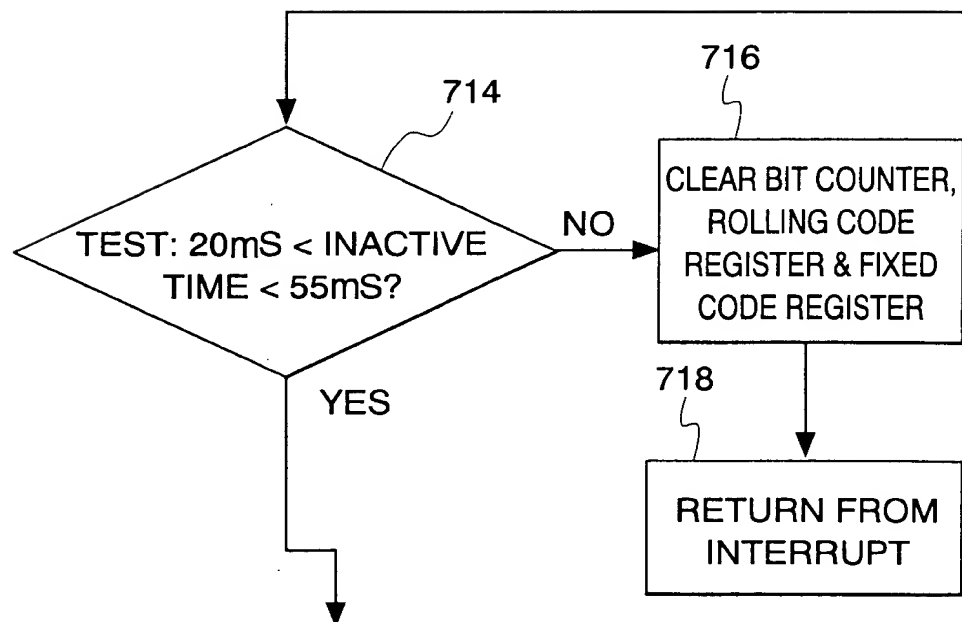 714
TEST: 20mS < INACTIVE
TIME < 55mS?
NO
YES
716
CLEAR BIT COUNTER,
ROLLING CODE
REGISTER & FIXED
CODE REGISTER
718
RETURN FROM
INTERRUPT